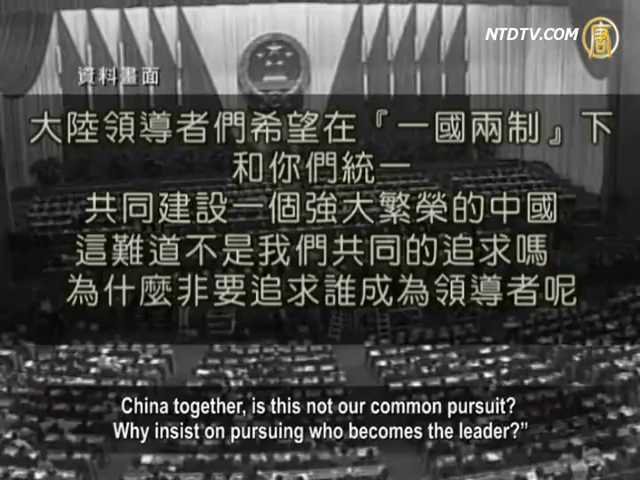 NTDTV.COM
唐
資料畫面
大陸領導者們希望在『一國兩制』下
和你們統一
共同建設一個強大繁榮的中國
這難道不是我們共同的追求嗎
為什麼非要追求誰成為領導者呢
China together, is this not our common pursuit?
Why insist on pursuing who becomes the leader?”